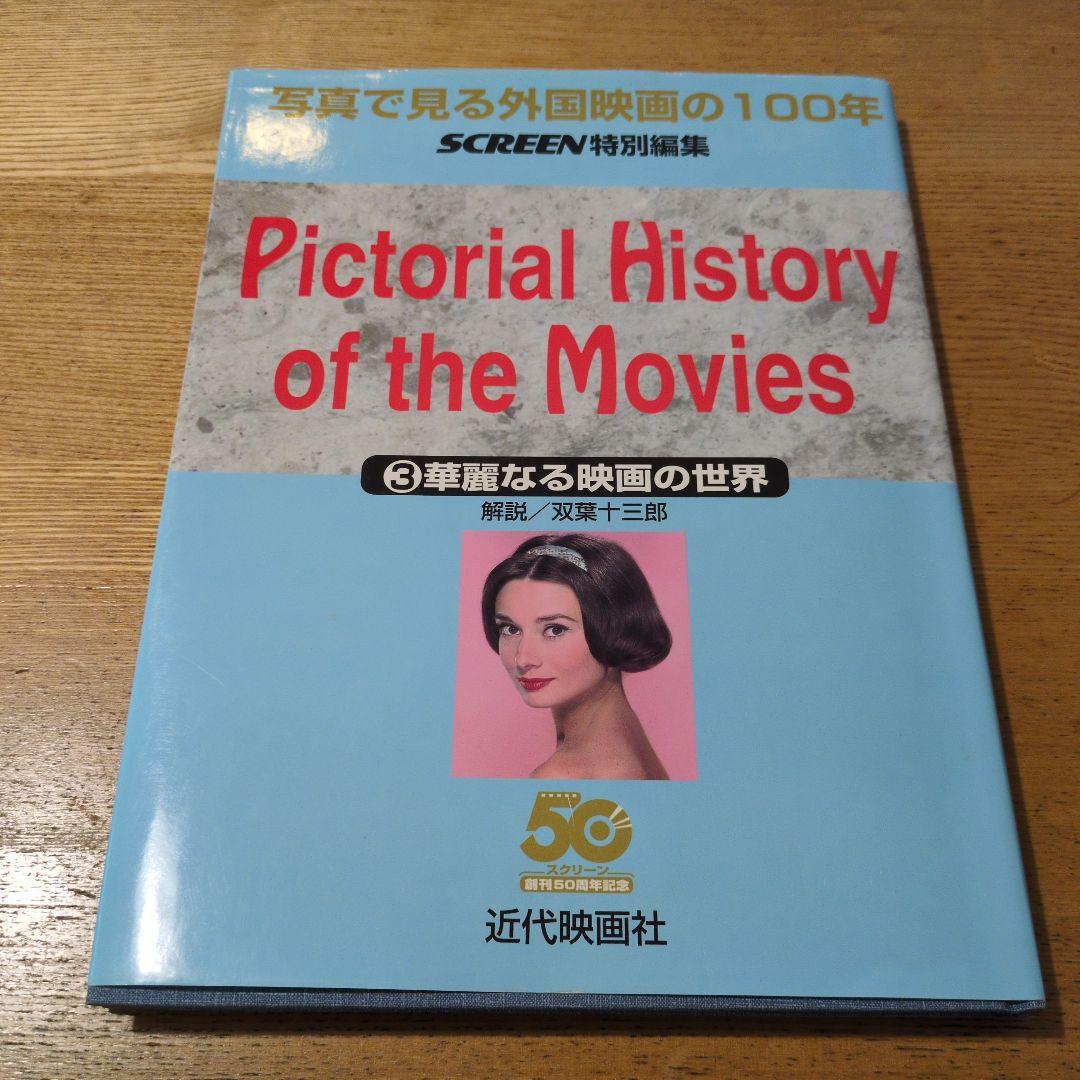 写真で見る外国映画の100年
SCREEN特別編集
Pictorial History
of the Movies
③華麗なる映画の世界
解説／双葉十三郎
50
スクリーン
創刊50周年記念
近代映画社